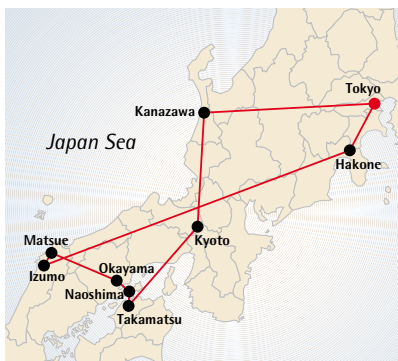 Tokyo
Kanazawa
Japan Sea
Hakone
Matsue
Kyoto
Izumo
Okayama
Naoshima
Takamatsu